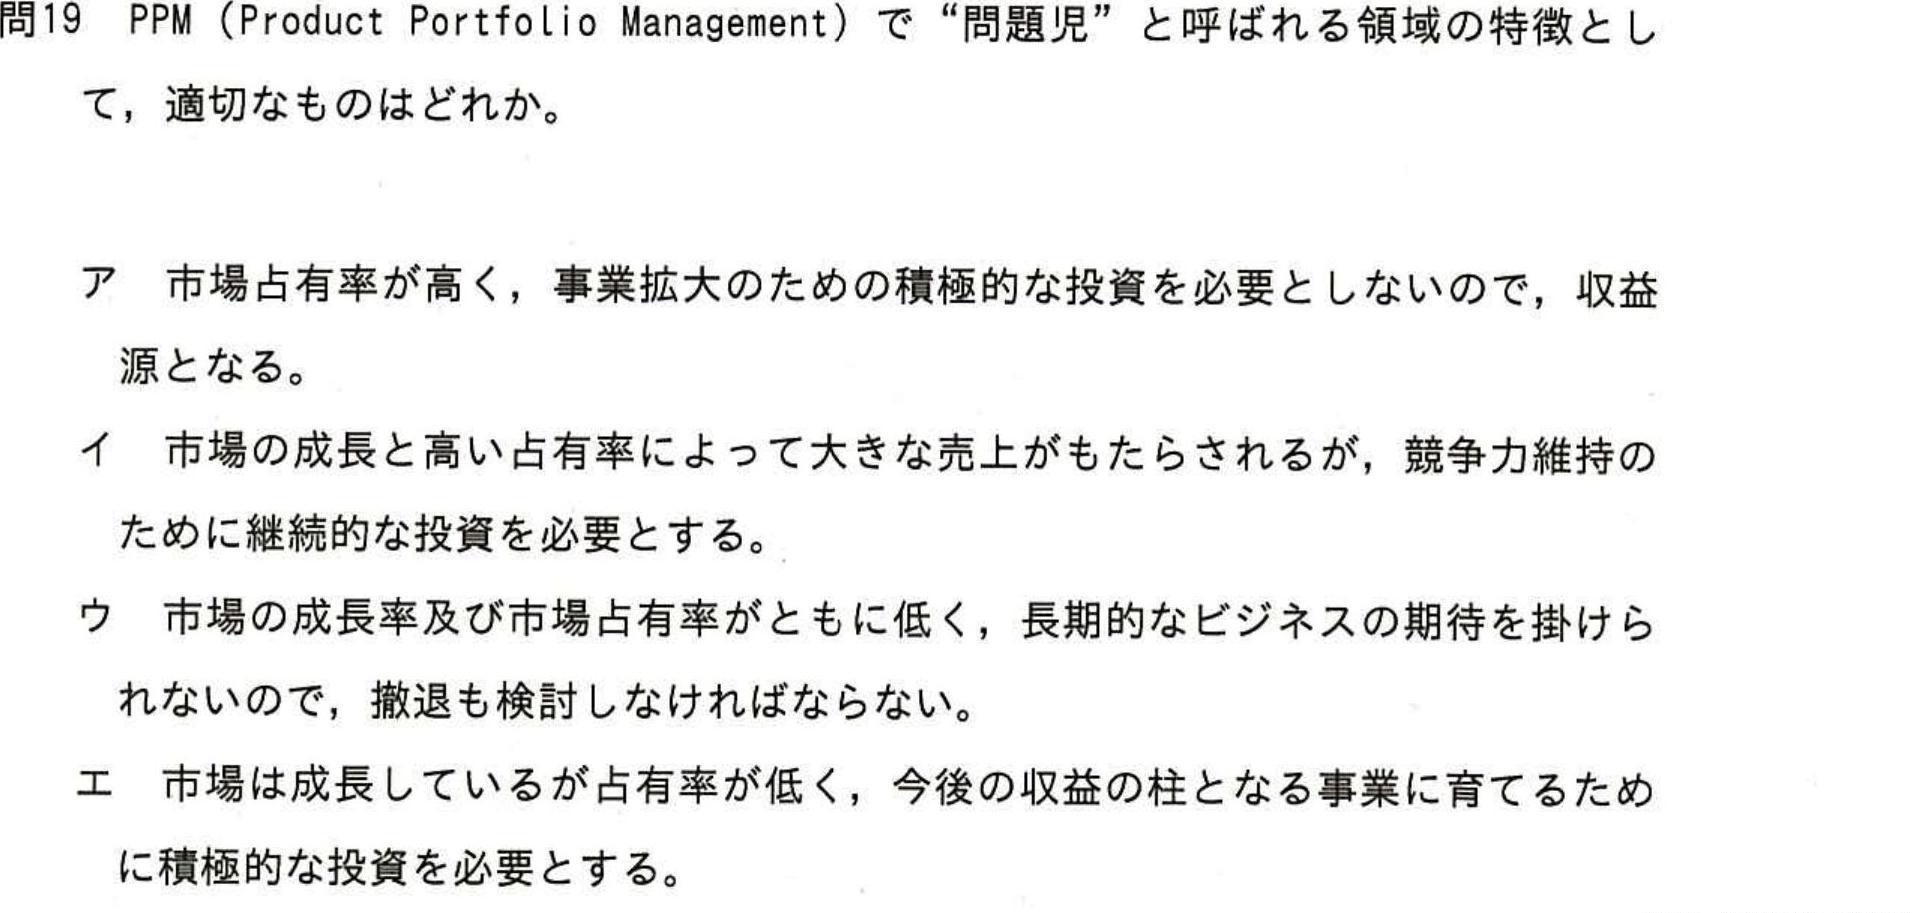 問19　PPM（Product Portfolio Management）で“問題児”と呼ばれる領域の特徴とし
て，適切なものはどれか。
ア　市場占有率が高く，事業拡大のための積極的な投資を必要としないので，収益
源となる。
イ　市場の成長と高い占有率によって大きな売上がもたらされるが，競争力維持の
ために継続的な投資を必要とする。
ウ　市場の成長率及び市場占有率がともに低く，長期的なビジネスの期待を掛けら
れないので，撤退も検討しなければならない。
エ　市場は成長しているが占有率が低く，今後の収益の柱となる事業に育てるため
に積極的な投資を必要とする。